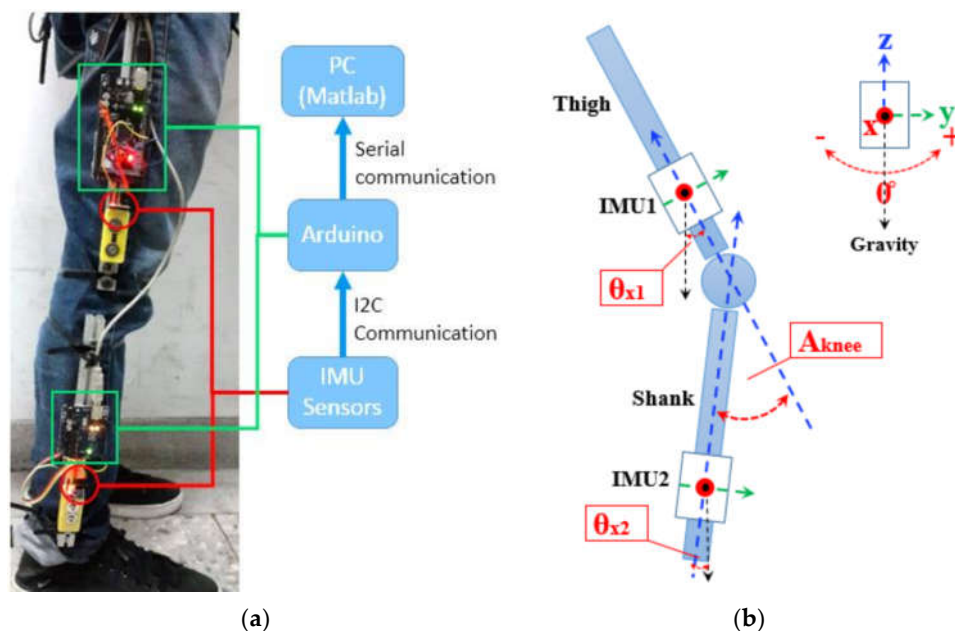 PC
(Matlab)
Serial
communication
Arduino
I2C
Communication
IMU
Sensors
(a)
Thigh
IMU1
θx1
Aknee
Shank
IMU2
θx2
z
x
y
-
+
θ°
Gravity
(b)